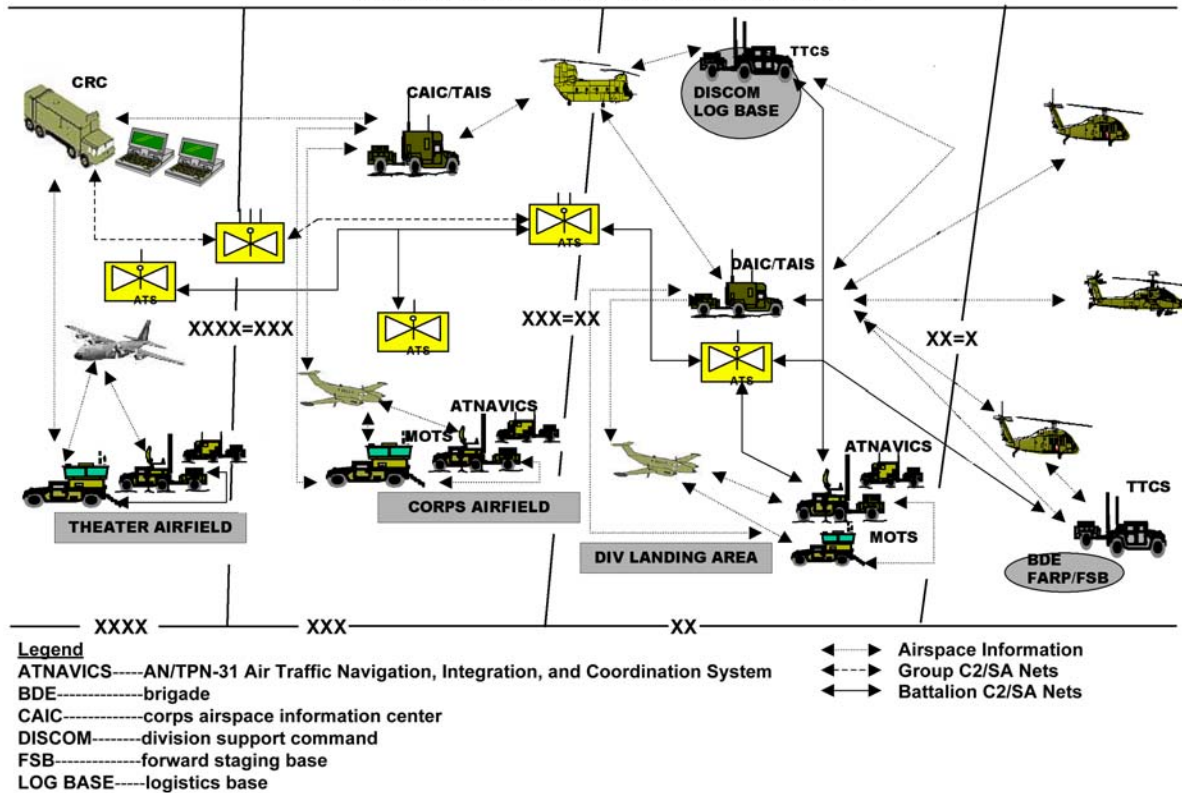 TTCS
CRC
CAIC/TAIS
DISCOM
LOG BASE
ATS
DAIC/TAIS
ATS
XXXX=XXX
XXX=XX
XX=X
ATS
ATS
ATNAVICS
MOTS
ATNAVICS
TTCS
THEATER AIRFIELD
CORPS AIRFIELD
MOTS
DIV LANDING AREA
BDE
FARP/FSB
XXXX
XXX
XX
Legend
ATNAVICS-----AN/TPN-31 Air Traffic Navigation, Integration, and Coordination System
BDE--------------brigade
CAIC-------------corps airspace information center
DISCOM--------division support command
FSB--------------forward staging base
LOG BASE-----logistics base
Airspace Information
Group C2/SA Nets
Battalion C2/SA Nets